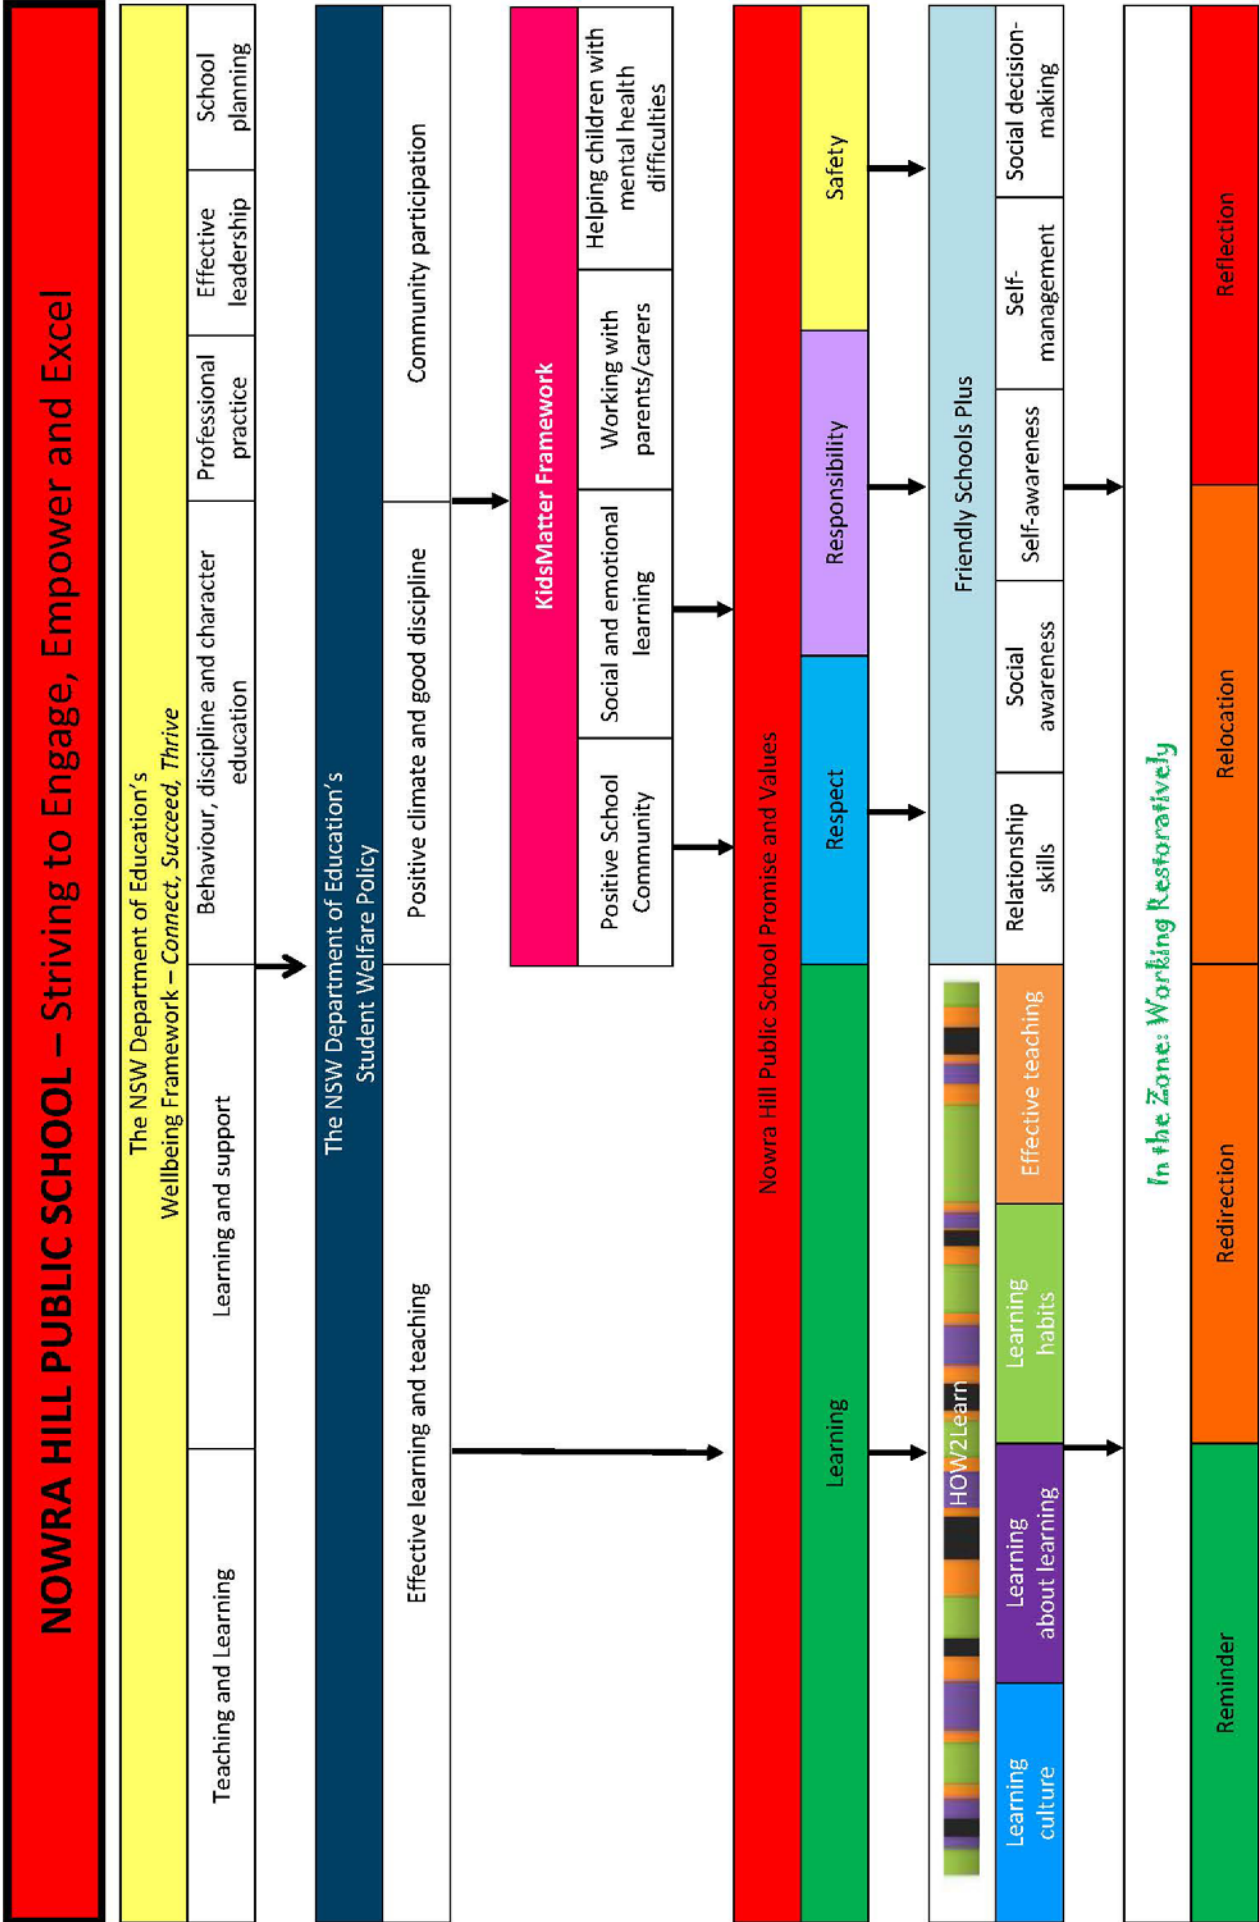 NOWRA HILL PUBLIC SCHOOL – Striving to Engage, Empower and Excel
The NSW Department of Education's
Wellbeing Framework – Connect, Succeed, Thrive
Teaching and Learning
Learning and support
Behaviour, discipline and character
education
Professional
practice
Effective
leadership
School
planning
The NSW Department of Education's
Student Welfare Policy
Effective learning and teaching
Positive climate and good discipline
Community participation
KidsMatter Framework
Positive School
Community
Social and emotional
learning
Working with
parents/carers
Helping children with
mental health
difficulties
Nowra Hill Public School Promise and Values
Learning
Respect
Responsibility
Safety
HOW2Learn
Learning
culture
Learning
about learning
Learning
habits
Effective teaching
Friendly Schools Plus
Relationship
skills
Social
awareness
Self-awareness
Self-
management
Social decision-
making
In the Zone: Working Restoratively
Reminder
Redirection
Relocation
Reflection